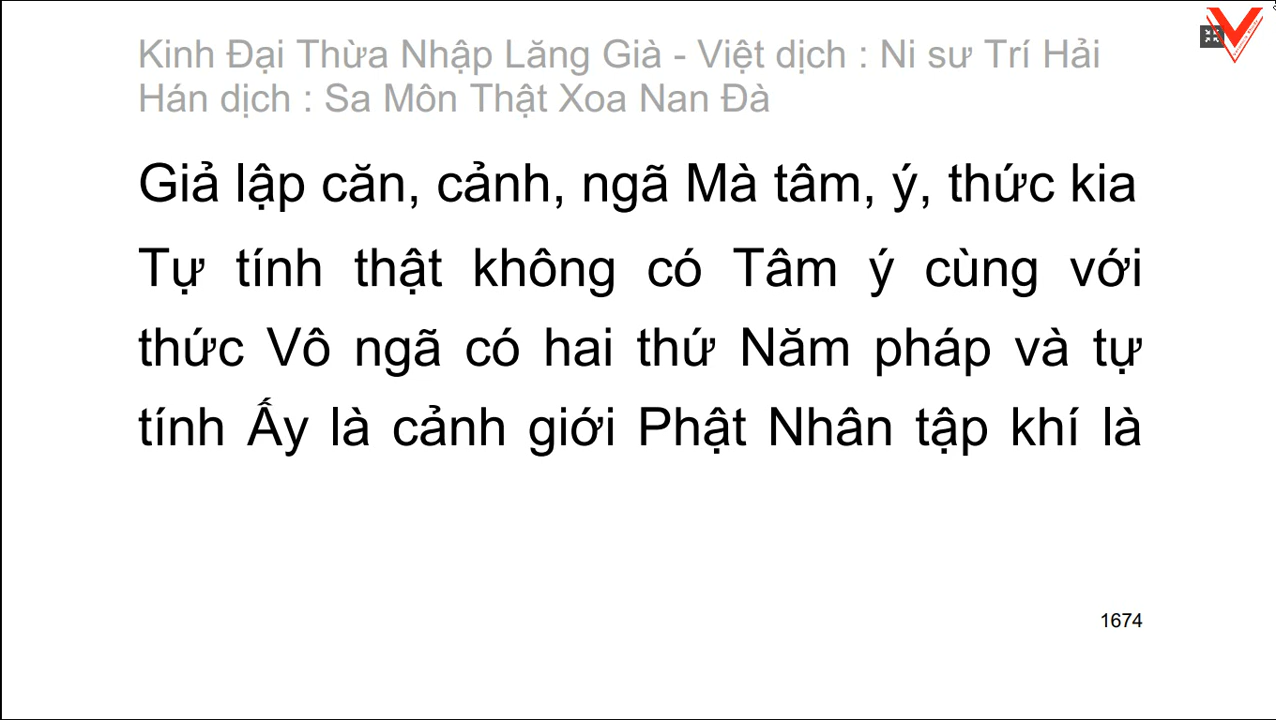 Kinh Đại Thừa Nhập Lăng Già - Việt dịch : Ni sư Trí Hải
Hán dịch : Sa Môn Thật Xoa Nan Đà
Giả lập căn, cảnh, ngã Mà tâm, ý, thức kia
Tự tính thật không có Tâm ý cùng với
thức Vô ngã có hai thứ Năm pháp và tự
tính Ấy là cảnh giới Phật Nhân tập khí là
1674